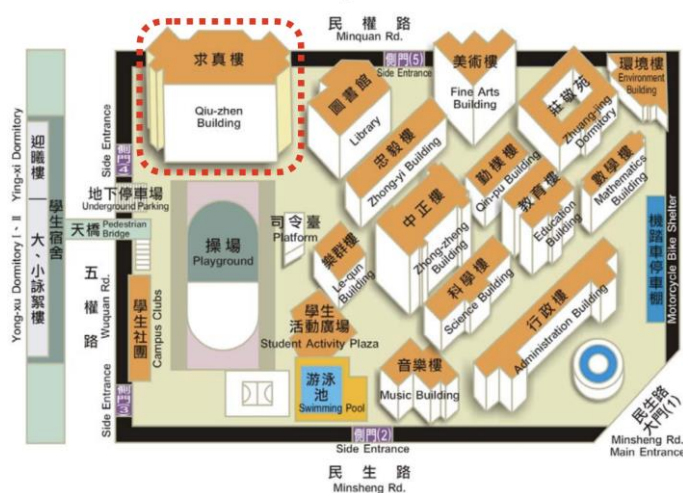 民權路
Minquan Rd.
求真樓
Qiu-zhen
Building
側門(5)
Side Entrance
美術樓
Fine Arts
Building
環境樓
Environment
Building
圖書館
Library
莊敬苑
Zhuang-jing
Dormitory
忠毅樓
Zhong-yi Building
勤樸樓
Qin-pu Building
數學樓
Mathematics
Building
教育樓
Education
Building
中正樓
Zhong-zheng
Building
迎曦樓
Ying-xi Dormitory
大、小詠絮樓
Yong-xu Dormitory I、II
學生宿舍
Side Entrance
側門4
地下停車場
Underground Parking
天橋
Pedestrian
Bridge
五權路
Wuquan Rd.
學生社團
Campus Clubs
側門3
Side Entrance
操場
Playground
司令臺
Platform
樂群樓
Le-qun
Building
科學樓
Science Building
行政樓
Administration Building
機踏車停車棚
Motorcycle Bike Shelter
學生
活動廣場
Student Activity Plaza
游泳
池
Swimming Pool
音樂樓
Music Building
側門(2)
Side Entrance
民生路
Minsheng Rd.
民生路
大門(1)
Minsheng Rd.
Main Entrance